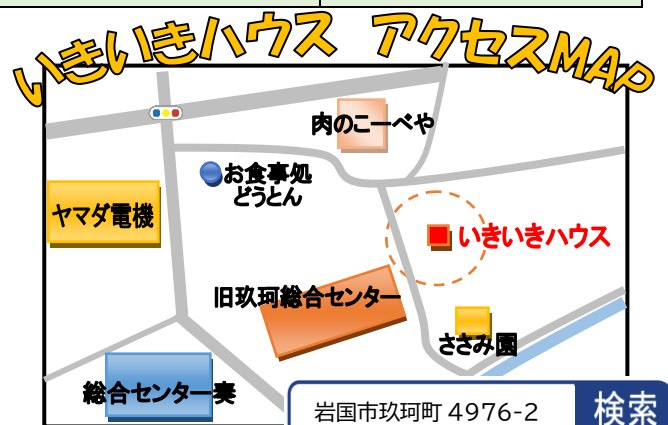 いきいきハウス アクセスMAP
肉のこーべや
お食事処
どうとん
ヤマダ電機
いきいきハウス
旧玖珂総合センター
ささみ園
総合センター奏
岩国市玖珂町 4976-2
検索